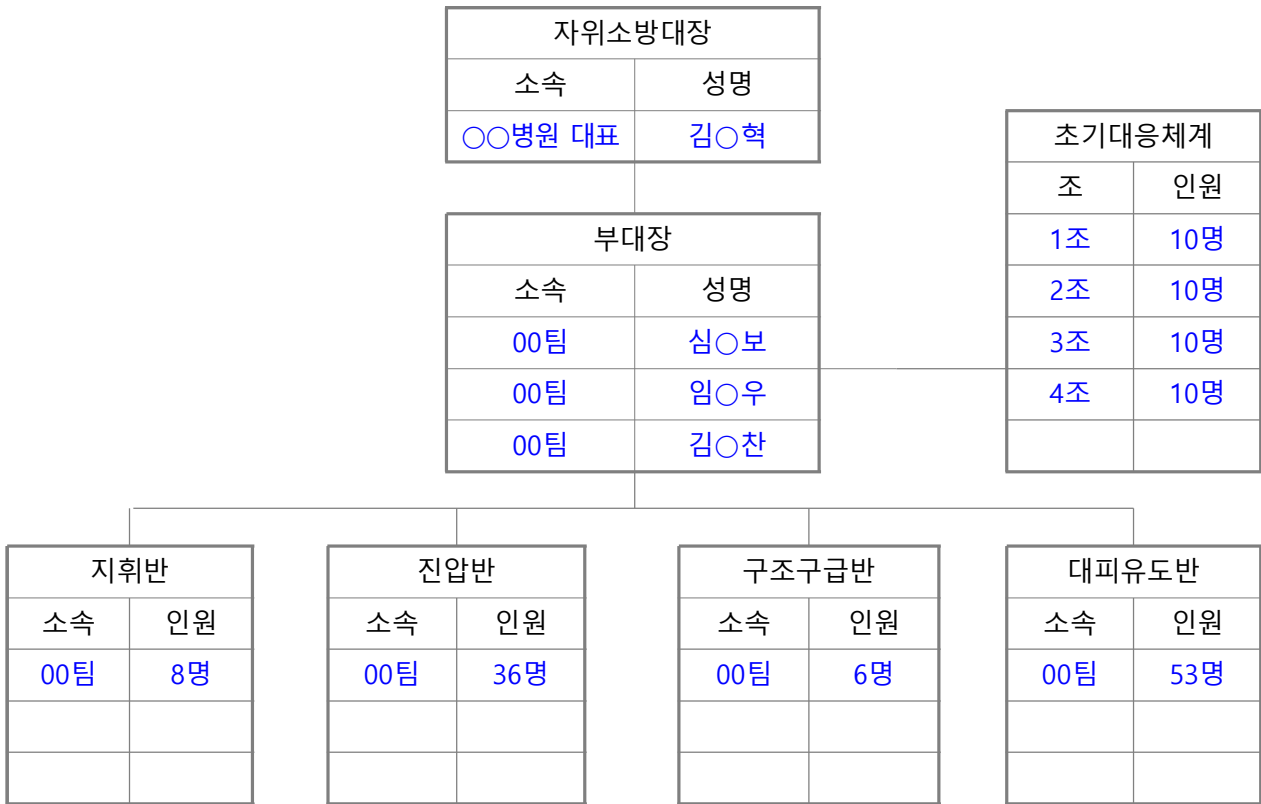 자위소방대장
소속 성명
○○병원 대표 김○혁
초기대응체계
조 인원
1조 10명
2조 10명
3조 10명
4조 10명
부대장
소속 성명
00팀 심○보
00팀 임○우
00팀 김○찬
지휘반
소속 인원
00팀 8명
진압반
소속 인원
00팀 36명
구조구급반
소속 인원
00팀 6명
대피유도반
소속 인원
00팀 53명